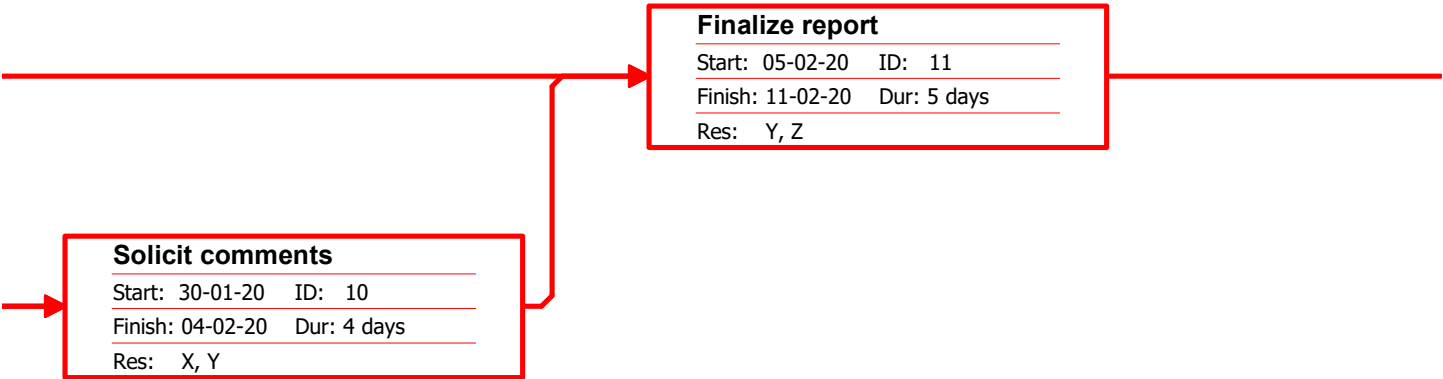 Finalize report
Start: 05-02-20 ID: 11
Finish: 11-02-20 Dur: 5 days
Res: Y, Z
Solicit comments
Start: 30-01-20 ID: 10
Finish: 04-02-20 Dur: 4 days
Res: X, Y